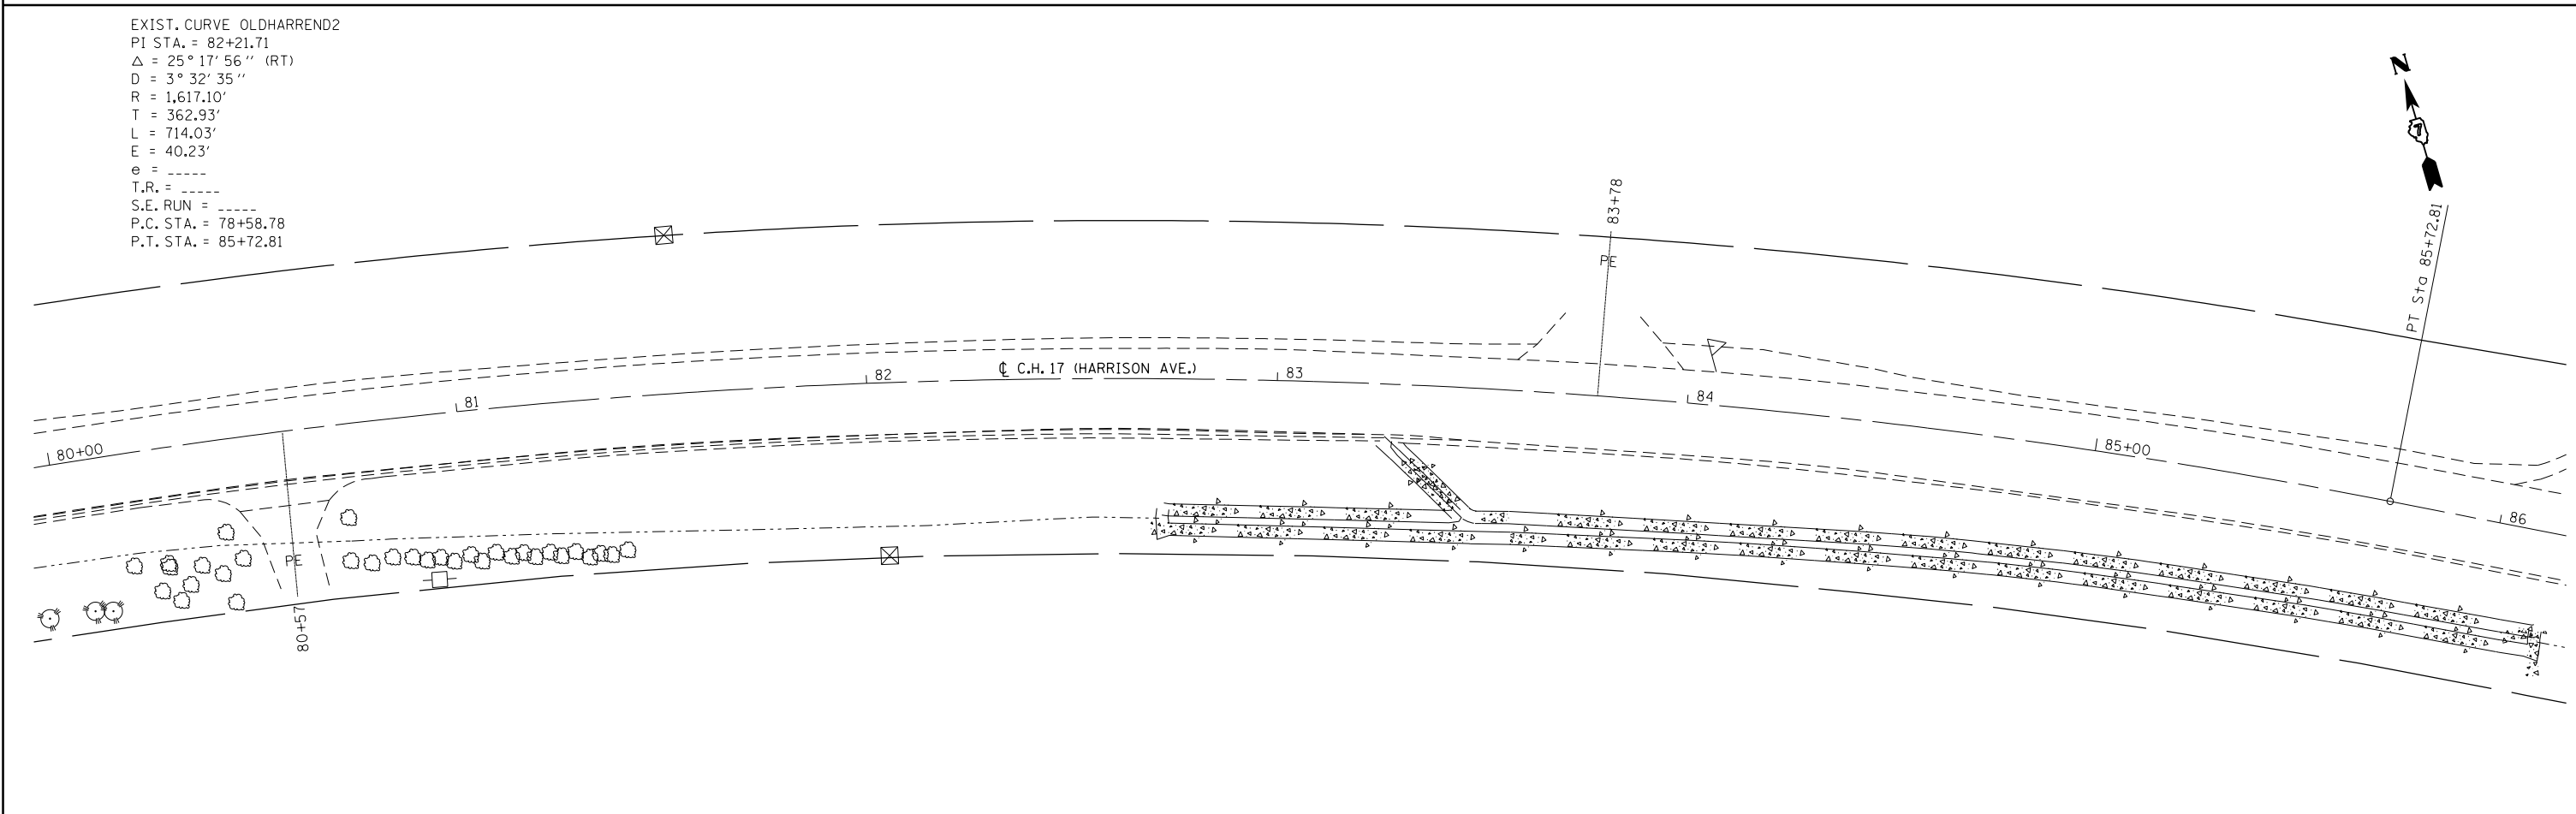 EXIST. CURVE OLDHARREND2
PI STA. = 82+21.71
Δ = 25° 17' 56'' (RT)
D = 3° 32' 35''
R = 1,617.10'
T = 362.93'
L = 714.03'
E = 40.23'
e = _____
T.R. = _____
S.E. RUN = _____
P.C. STA. = 78+58.78
P.T. STA. = 85+72.81
N
7
83+78
PE
PT Sta 85+72.81
℄ C.H. 17 (HARRISON AVE.)
80+00
81
82
83
84
85+00
86
PE
80+57